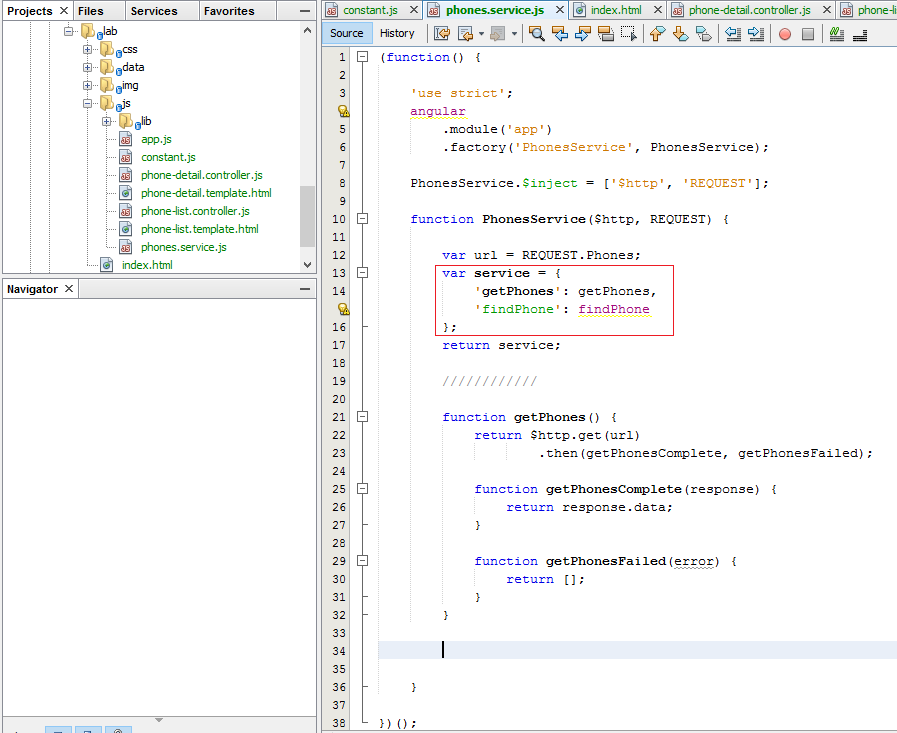 Projects Files Services Favorites
lab
css
data
img
js
lib
app.js
constant.js
phone-detail.controller.js
phone-detail.template.html
phone-list.controller.js
phone-list.template.html
phones.service.js
index.html
Navigator
constant.js phones.service.js index.html phone-detail.controller.js phone-li
Source History
1 (function() {
2
3 'use strict';
angular
5 .module('app')
6 .factory('PhonesService', PhonesService);
7
8 PhonesService.$inject = ['$http', 'REQUEST'];
9
10 function PhonesService($http, REQUEST) {
11
12 var url = REQUEST.Phones;
13 var service = {
14 'getPhones': getPhones,
'findPhone': findPhone
16 };
17 return service;
18
19 ////////////
20
21 function getPhones() {
22 return $http.get(url)
23 .then(getPhonesComplete, getPhonesFailed);
24
25 function getPhonesComplete(response) {
26 return response.data;
27 }
28
29 function getPhonesFailed(error) {
30 return [];
31 }
32 }
33
34
35
36 }
37
38 })();